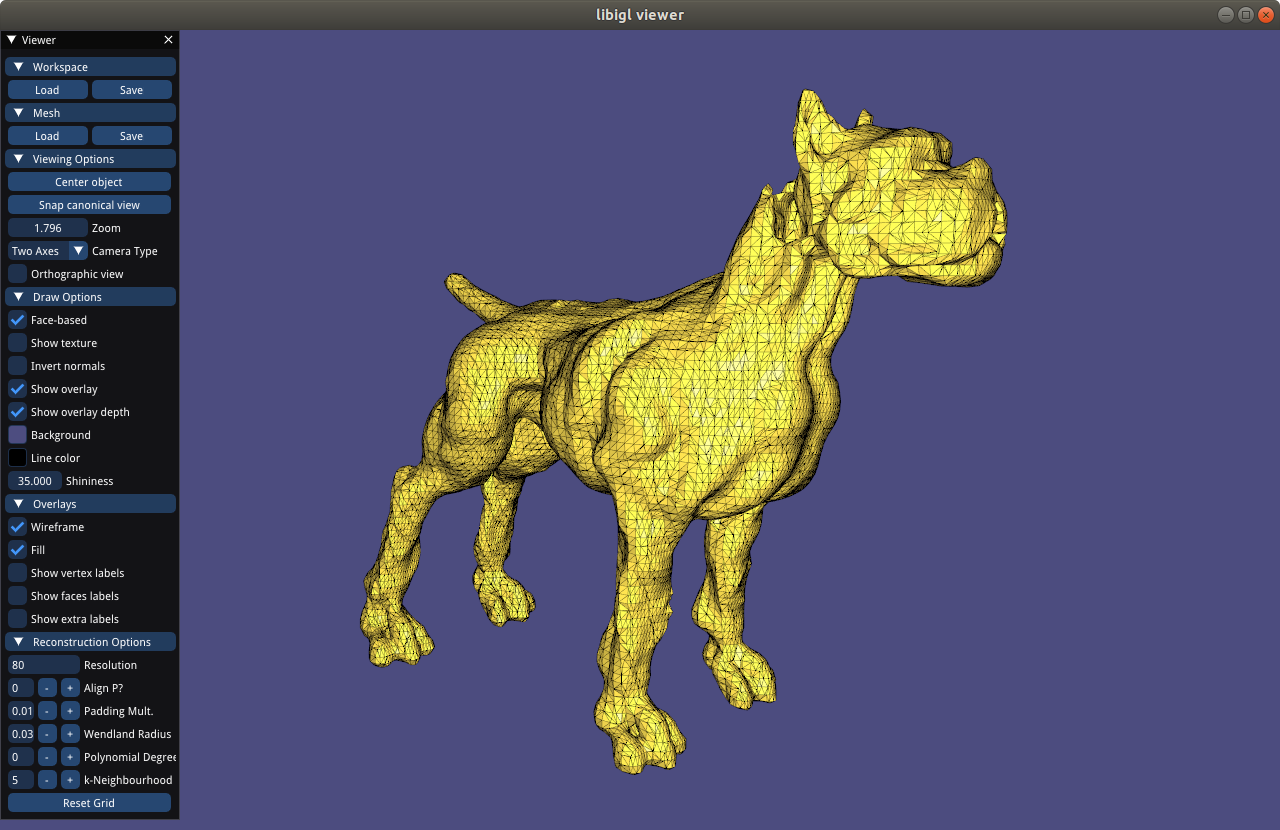 libigl viewer
Viewer
Workspace
Load Save
Mesh
Load Save
Viewing Options
Center object
Snap canonical view
1.796 Zoom
Two Axes Camera Type
Orthographic view
Draw Options
Face-based
Show texture
Invert normals
Show overlay
Show overlay depth
Background
Line color
35.000 Shininess
Overlays
Wireframe
Fill
Show vertex labels
Show faces labels
Show extra labels
Reconstruction Options
80 Resolution
0 - + Align P?
0.01 - + Padding Mult.
0.03 - + Wendland Radius
0 - + Polynomial Degree
5 - + k-Neighbourhood
Reset Grid